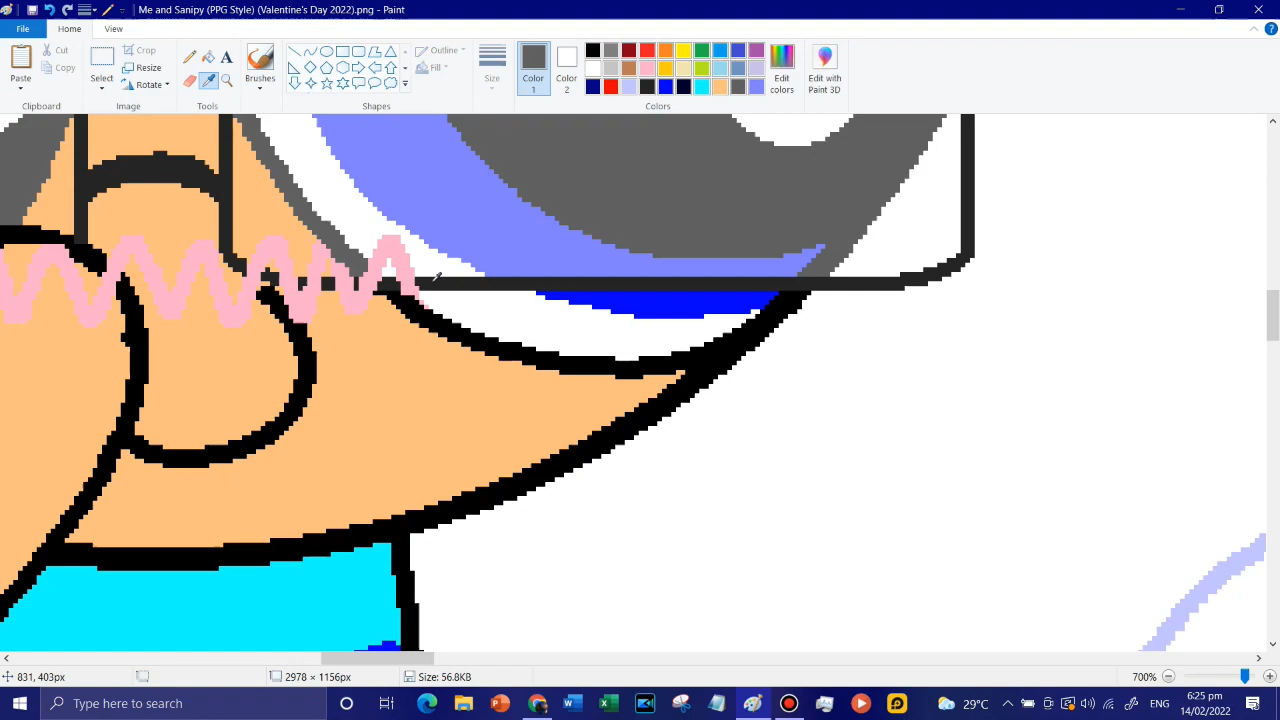 Me and Sanipy (PPG Style) (Valentine's Day 2022).png - Paint
File Home View
Paste
Cut
Copy
Clipboard
Select
Crop
Resize
Rotate
Image
Tools
Brushes
Outline
Fill
Shapes
Size
Color 1
Color 2
Edit colors
Colors
Edit with Paint 3D
831, 403px
2978 × 1156px
Size: 56.8KB
700%
Type here to search
29°C
ENG
6:25 pm
14/02/2022